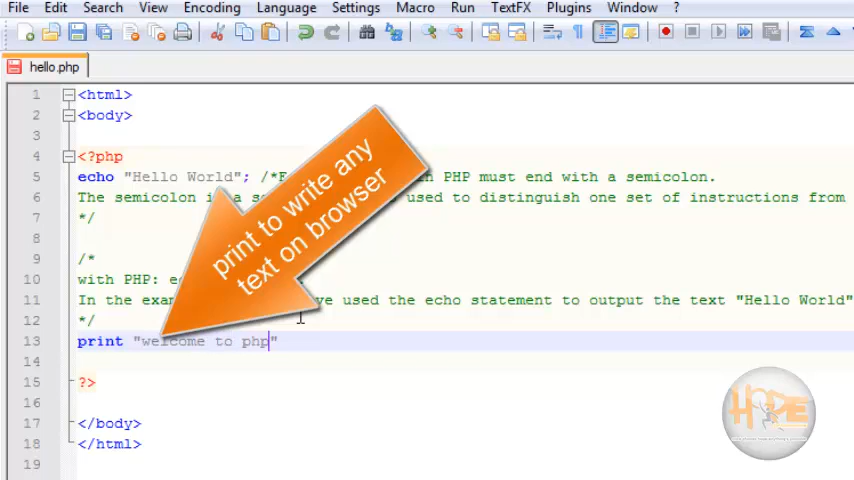 File Edit Search View Encoding Language Settings Macro Run TextFX Plugins Window ?
hello.php
1 <html>
2 <body>
3
4 <?php
5 echo "Hello World"; /* PHP must end with a semicolon.
6 The semicolon used to distinguish one set of instructions from
7 */
8
9 /*
10 with PHP:
11 In the used the echo statement to output the text "Hello World"
12 */
13 print "welcome to php"
14
15 ?>
16
17 </body>
18 </html>
19
print to write any
text on browser
HOPE